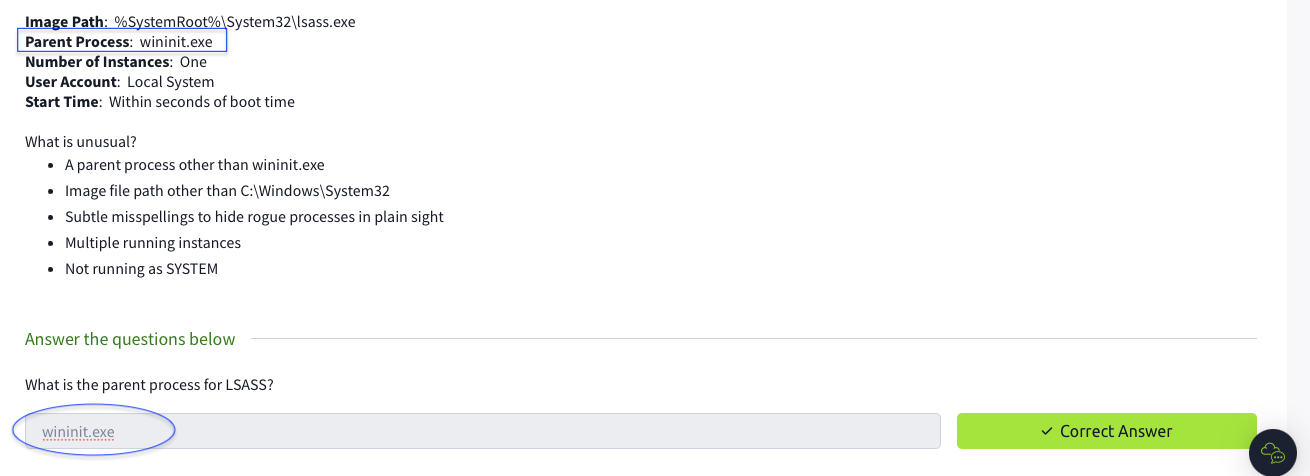 Image Path:  %SystemRoot%\System32\lsass.exe
Parent Process:  wininit.exe
Number of Instances:  One
User Account:  Local System
Start Time:  Within seconds of boot time
What is unusual?
• A parent process other than wininit.exe
• Image file path other than C:\Windows\System32
• Subtle misspellings to hide rogue processes in plain sight
• Multiple running instances
• Not running as SYSTEM
Answer the questions below
What is the parent process for LSASS?
wininit.exe
✓ Correct Answer